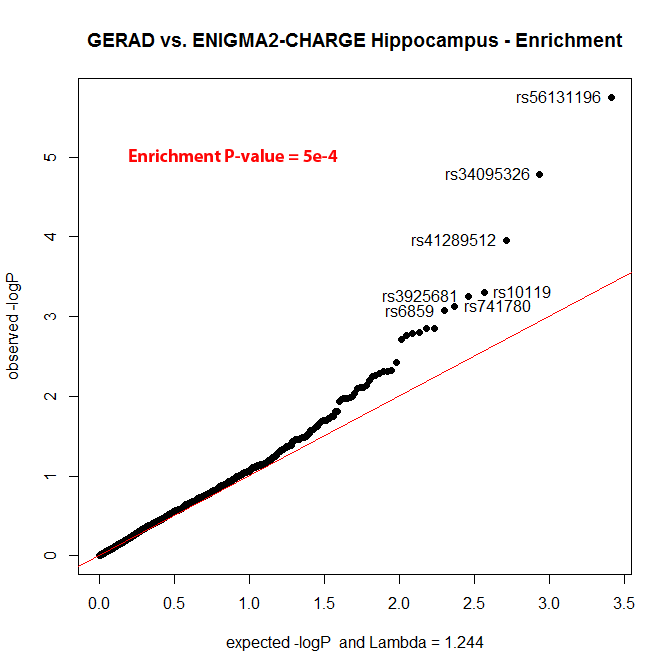 GERAD vs. ENIGMA2-CHARGE Hippocampus - Enrichment
rs56131196
Enrichment P-value = 5e-4
rs34095326
rs41289512
rs3925681
rs10119
rs6859
rs741780
observed -logP
5
4
3
2
1
0
0.0 0.5 1.0 1.5 2.0 2.5 3.0 3.5
expected -logP and Lambda = 1.244